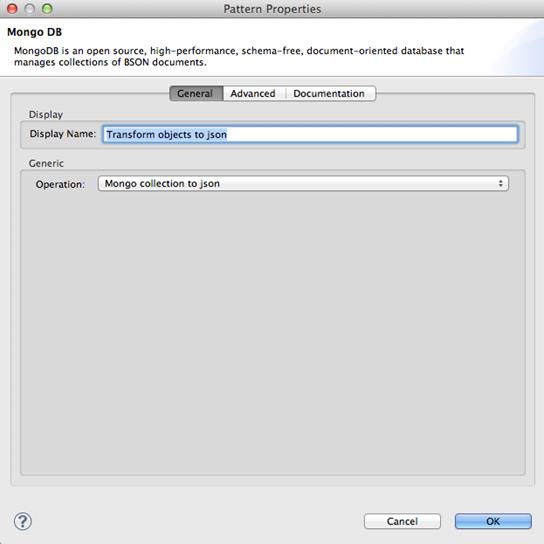 Pattern Properties
Mongo DB
MongoDB is an open source, high-performance, schema-free, document-oriented database that
manages collections of BSON documents.
General Advanced Documentation
Display
Display Name: Transform objects to json
Generic
Operation: Mongo collection to json
?
Cancel OK